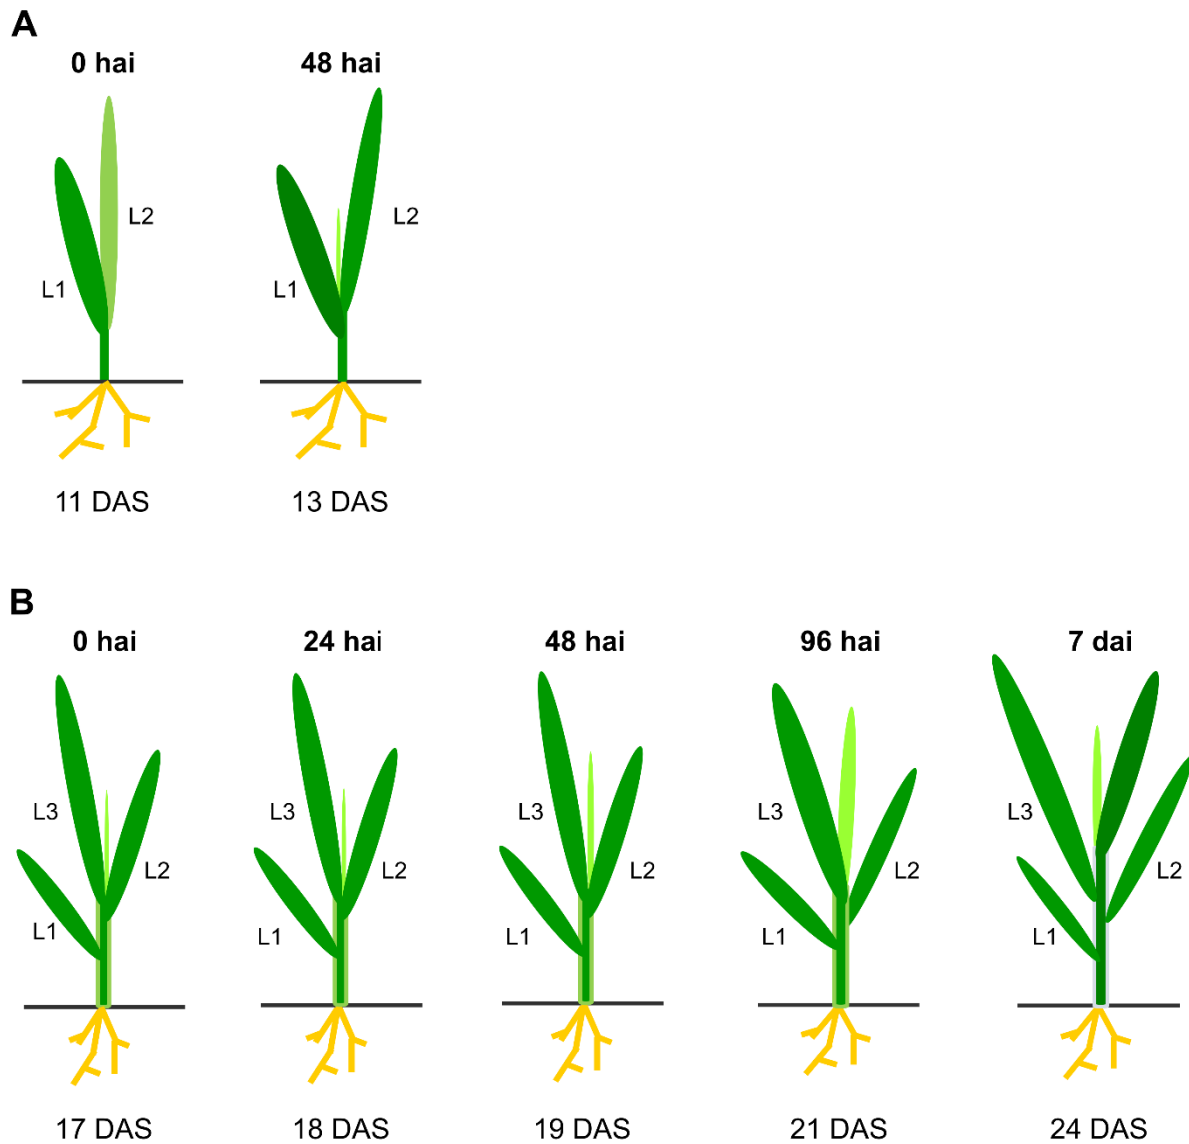 A
0 hai
48 hai
L2
L2
L1
L1
11 DAS
13 DAS
B
0 hai
24 hai
48 hai
96 hai
7 dai
L3
L3
L3
L3
L3
L2
L2
L2
L2
L2
L1
L1
L1
L1
L1
17 DAS
18 DAS
19 DAS
21 DAS
24 DAS